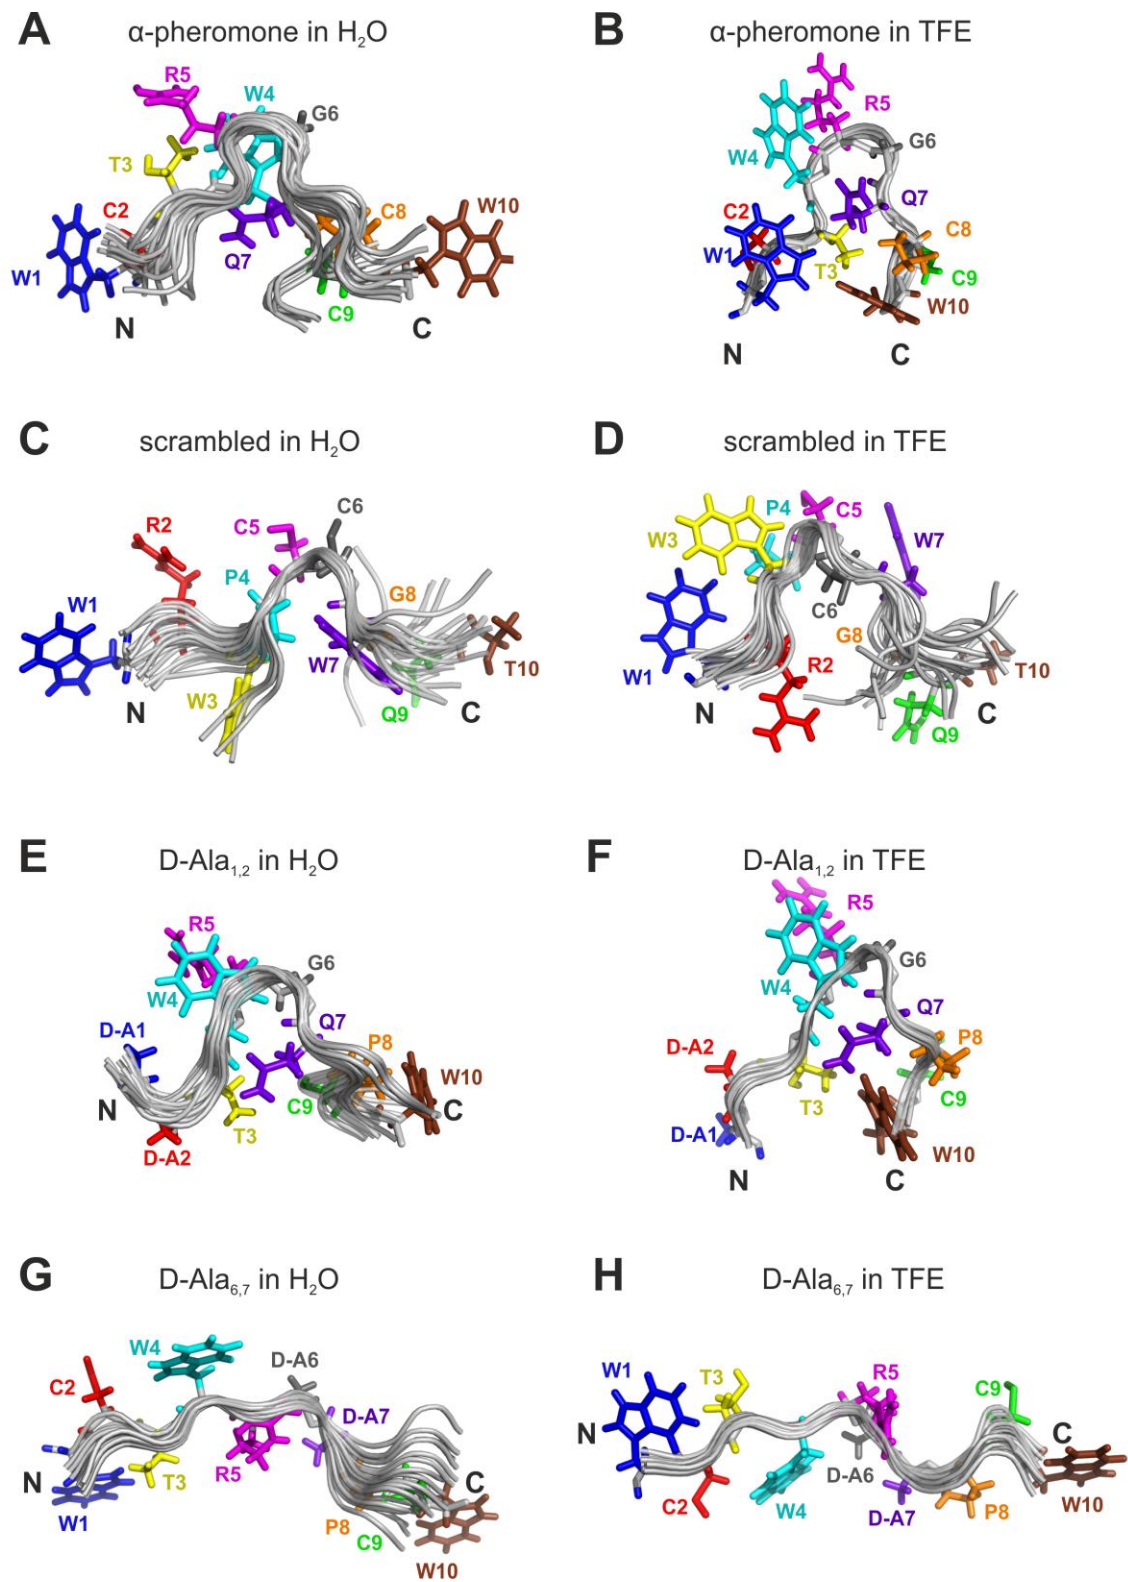 A
α-pheromone in H₂O
R5
W4
G6
T3
C2
C8
W10
W1
Q7
C9
N
C
B
α-pheromone in TFE
R5
W4
G6
Q7
C2
C8
W1
T3
C9
W10
N
C
C
scrambled in H₂O
C6
R2
C5
P4
G8
W1
W7
T10
W3
N
Q9
C
D
scrambled in TFE
P4
C5
W3
W7
C6
G8
W1
R2
T10
N
C
Q9
E
D-Ala₁,₂ in H₂O
R5
G6
W4
Q7
D-A1
P8
W10
N
C9
C
T3
D-A2
F
D-Ala₁,₂ in TFE
R5
G6
W4
Q7
P8
D-A2
T3
C9
D-A1
W10
N
C
G
D-Ala₆,₇ in H₂O
W4
D-A6
C2
D-A7
R5
N
T3
C
W1
P8
C9
W10
H
D-Ala₆,₇ in TFE
W1
T3
R5
C9
N
C
D-A6
C2
W4
D-A7
P8
W10